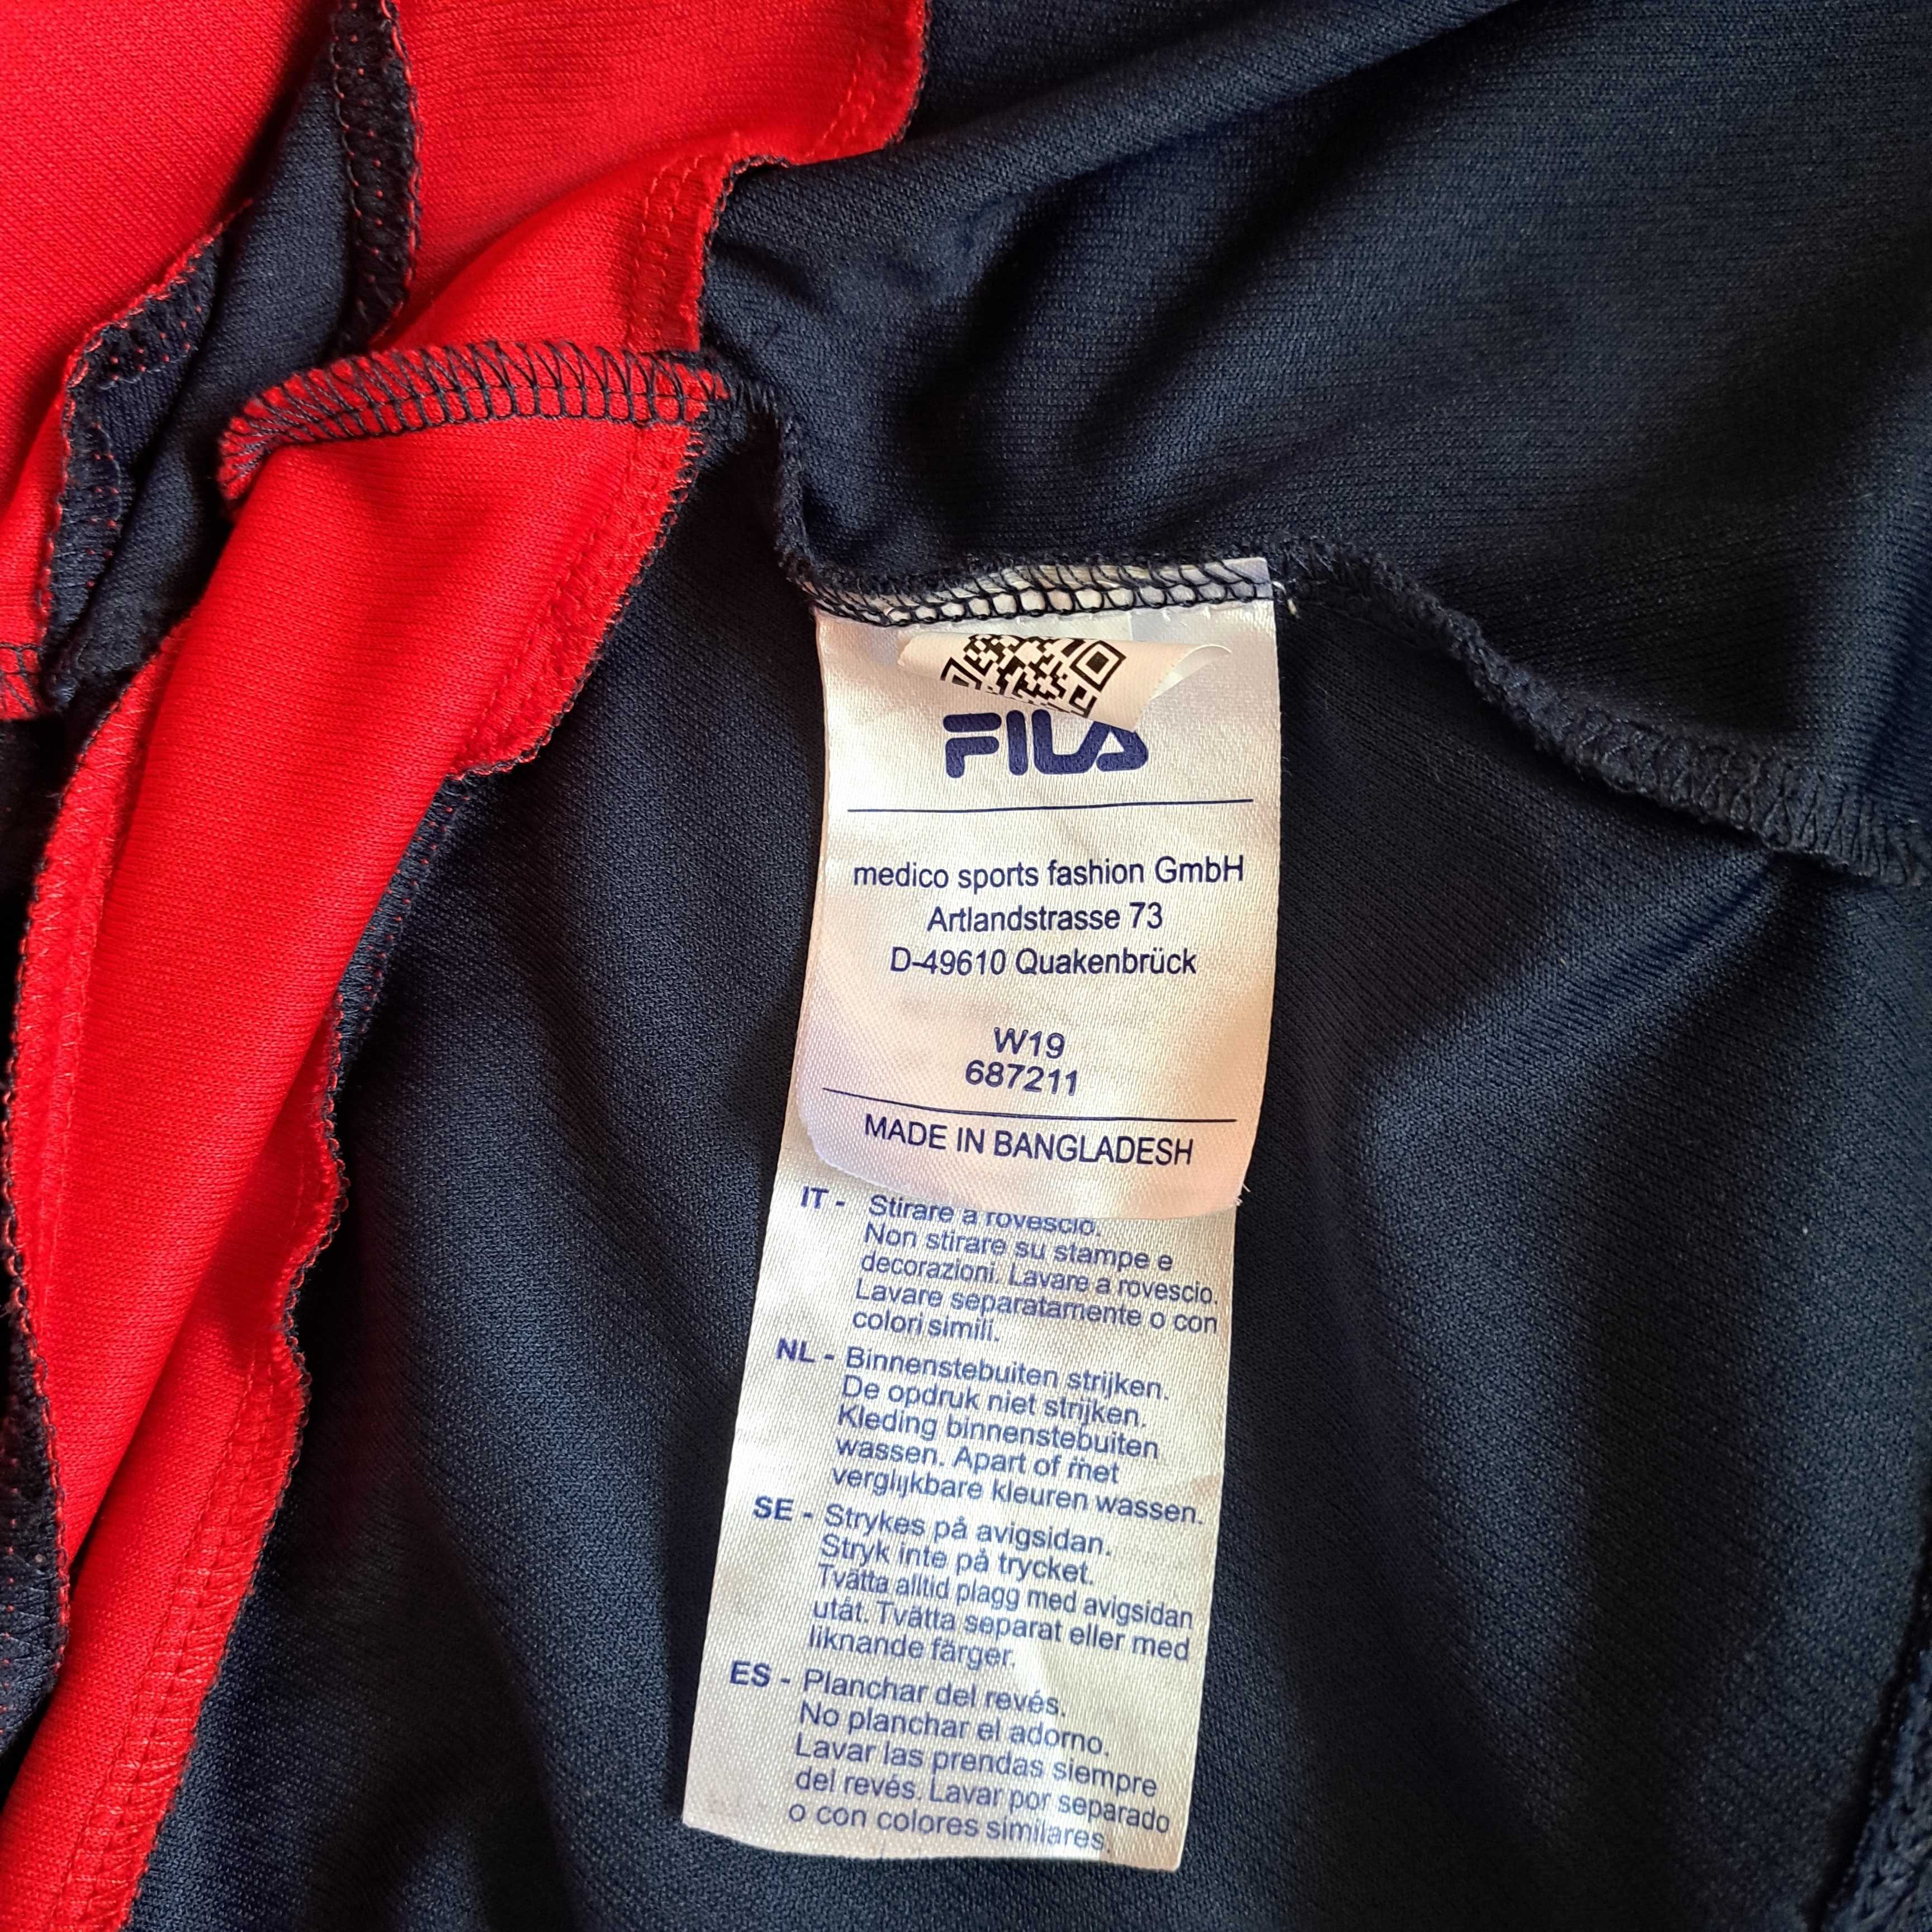 FILA
medico sports fashion GmbH
Artlandstrasse 73
D-49610 Quakenbrück
W19
687211
MADE IN BANGLADESH
IT - Stirare a rovescio.
Non stirare su stampe e
decorazioni. Lavare a rovescio.
Lavare separatamente o con
colori simili.
NL - Binnenstebuiten strijken.
De opdruk niet strijken.
Kleding binnenstebuiten
wassen. Apart of met
verglijkbare kleuren wassen.
SE - Strykes på avigsidan.
Stryk inte på trycket.
Tvätta alltid plagg med avigsidan
utåt. Tvätta separat eller med
liknande färger.
ES - Planchar del revés.
No planchar el adorno.
Lavar las prendas siempre
del revés. Lavar por separado
o con colores similares.